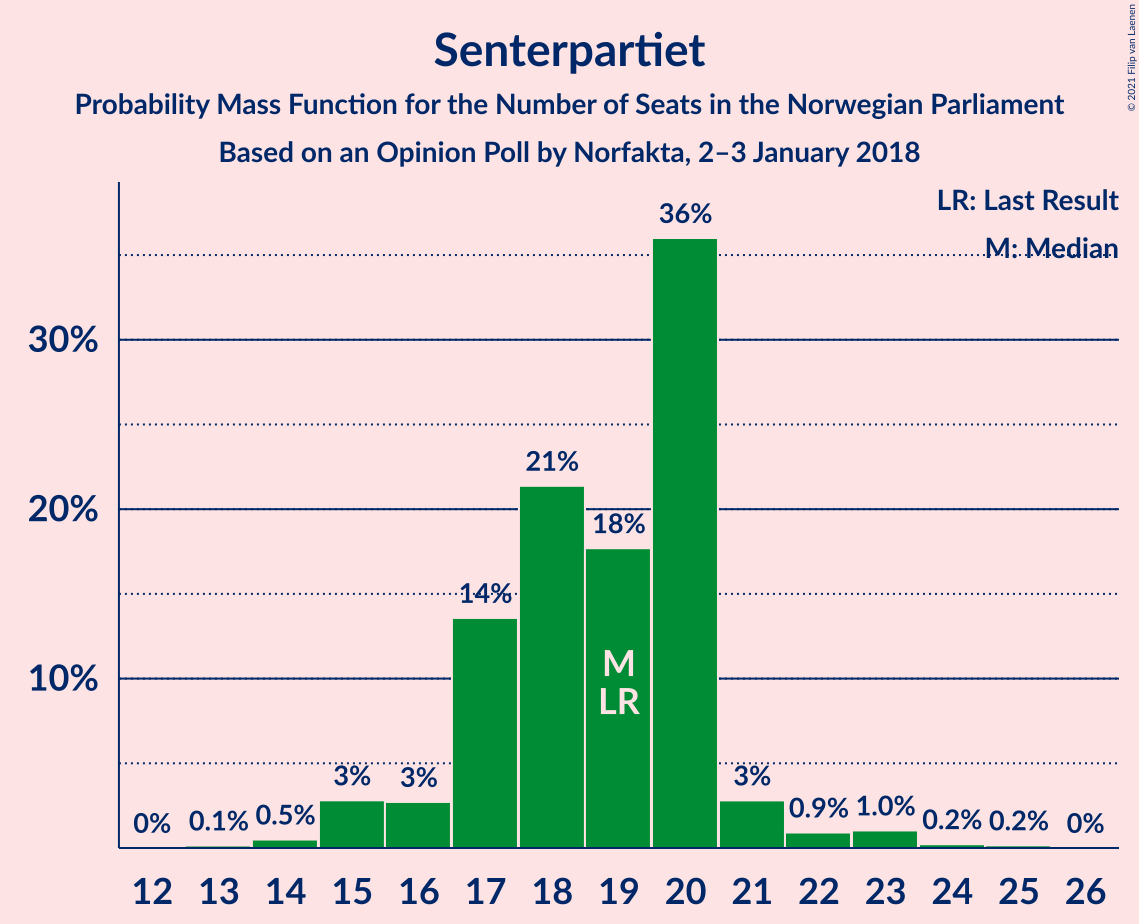 Senterpartiet
Probability Mass Function for the Number of Seats in the Norwegian Parliament
Based on an Opinion Poll by Norfakta, 2–3 January 2018
© 2021 Filip van Laenen
LR: Last Result
M: Median
36%
30%
21%
20%
18%
14%
M
LR
10%
3%
3%
3%
0%
0.1%
0.5%
0.9%
1.0%
0.2%
0.2%
0%
12 13 14 15 16 17 18 19 20 21 22 23 24 25 26